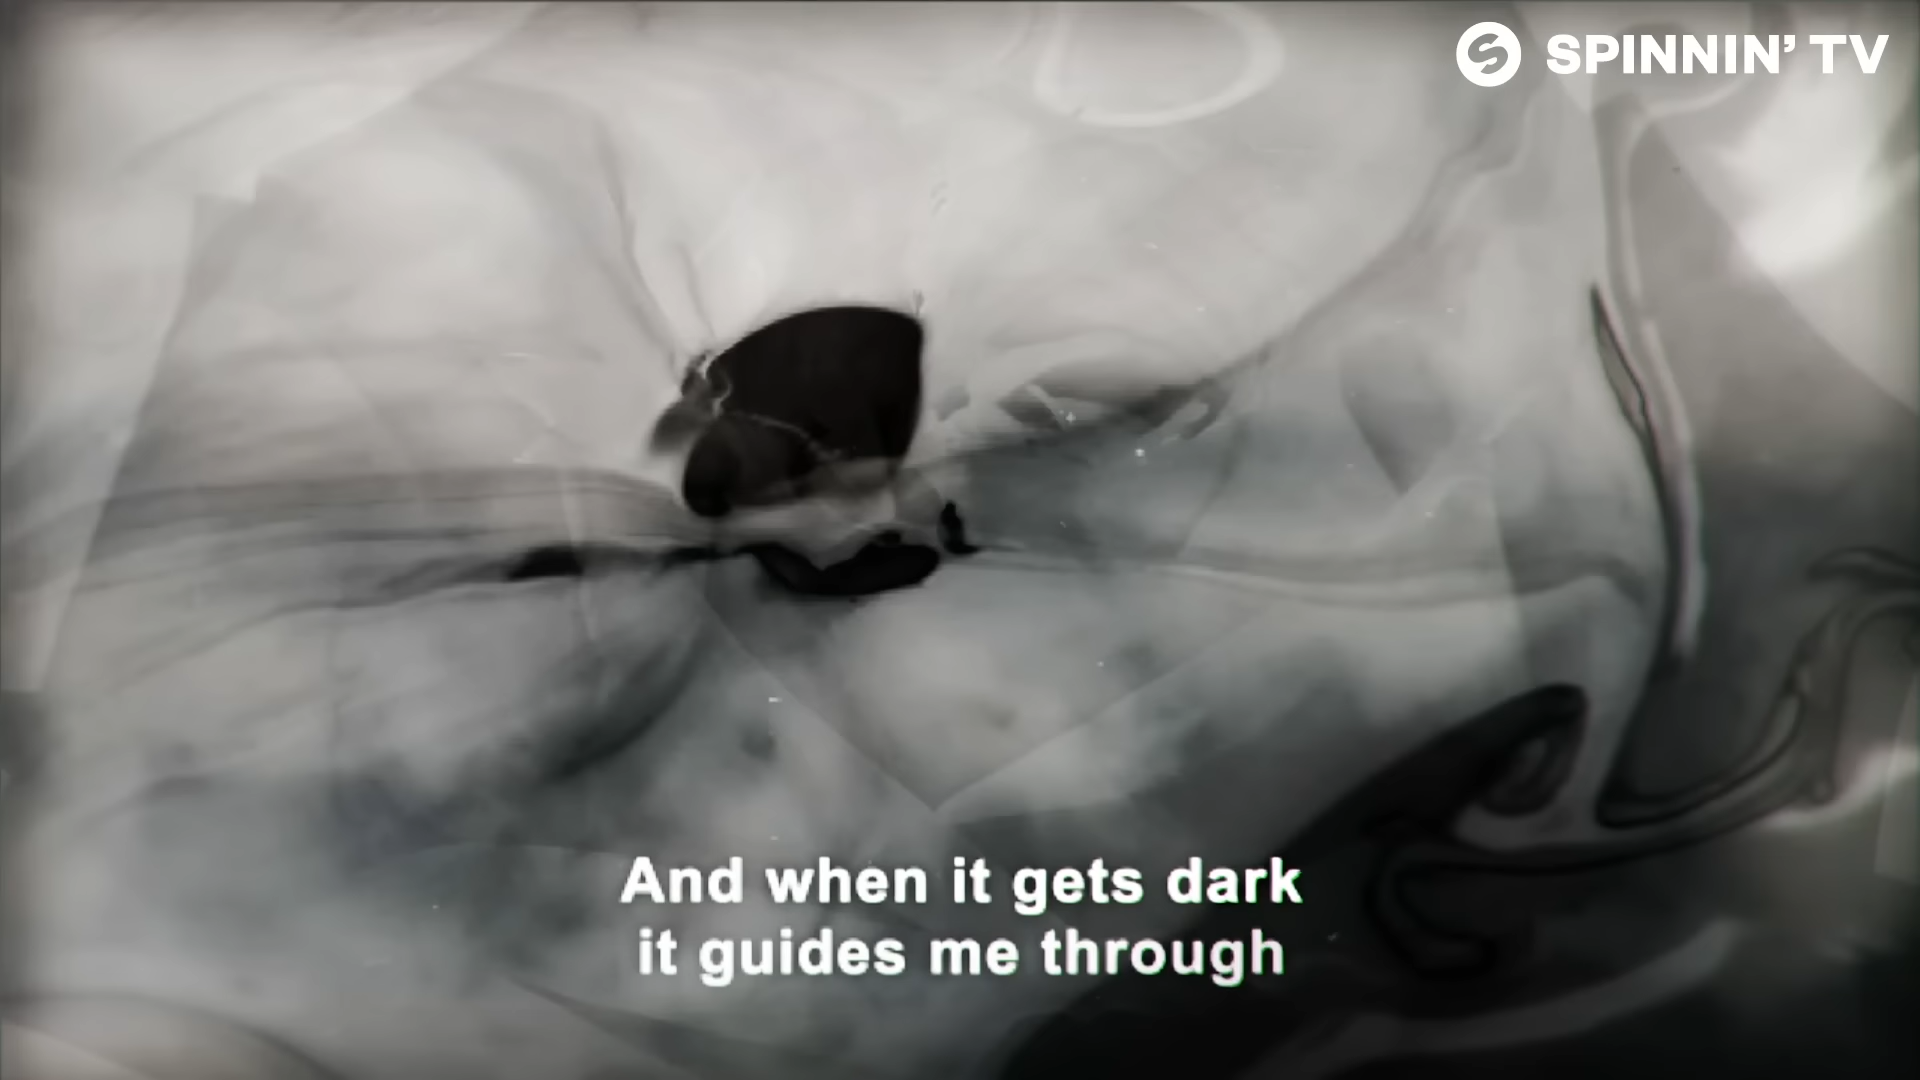 SPINNIN' TV
And when it gets dark
it guides me through